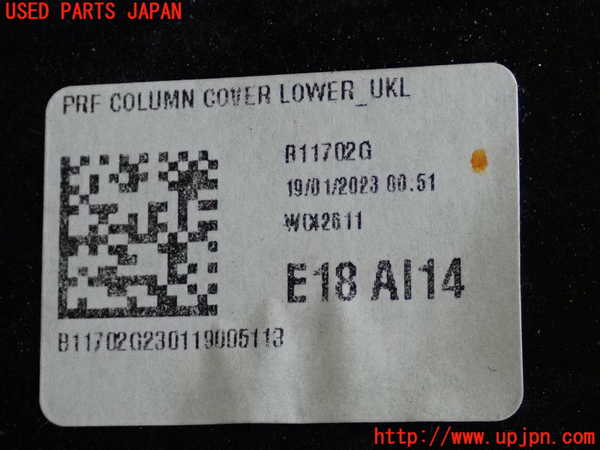 USED PARTS JAPAN
PRF COLUMN COVER LOWER_UKL
B11702G
19/01/2023 00.51
E18 AI14
B11702G230119005113
http://www.upjpn.com/